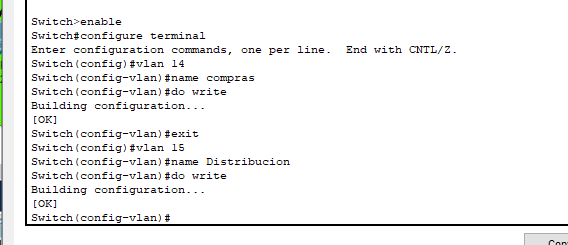 Switch>enable
Switch#configure terminal
Enter configuration commands, one per line.  End with CNTL/Z.
Switch(config)#vlan 14
Switch(config-vlan)#name compras
Switch(config-vlan)#do write
Building configuration...
[OK]
Switch(config-vlan)#exit
Switch(config)#vlan 15
Switch(config-vlan)#name Distribucion
Switch(config-vlan)#do write
Building configuration...
[OK]
Switch(config-vlan)#